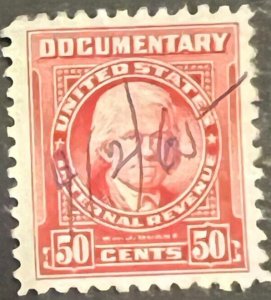 DOCUMENTARY
UNITED STATES
INTERNAL REVENUE
50 CENTS 50